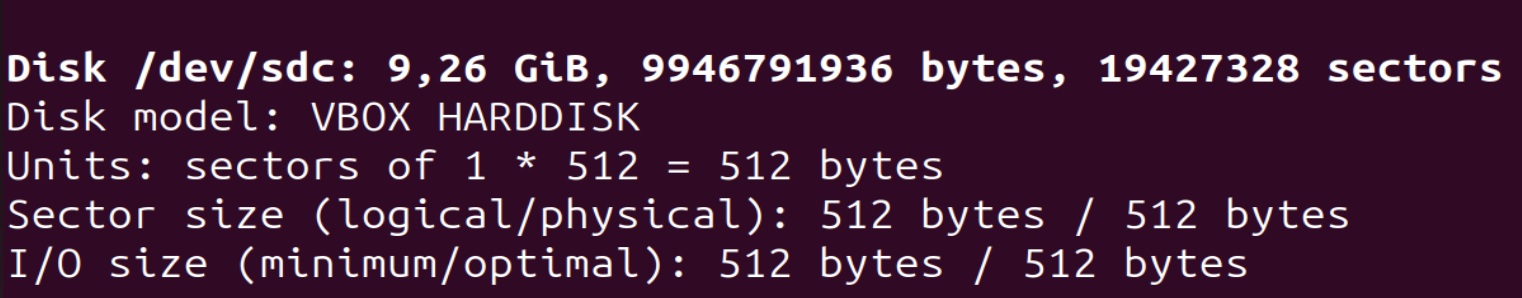 Disk /dev/sdc: 9,26 GiB, 9946791936 bytes, 19427328 sectors
Disk model: VBOX HARDDISK
Units: sectors of 1 * 512 = 512 bytes
Sector size (logical/physical): 512 bytes / 512 bytes
I/O size (minimum/optimal): 512 bytes / 512 bytes